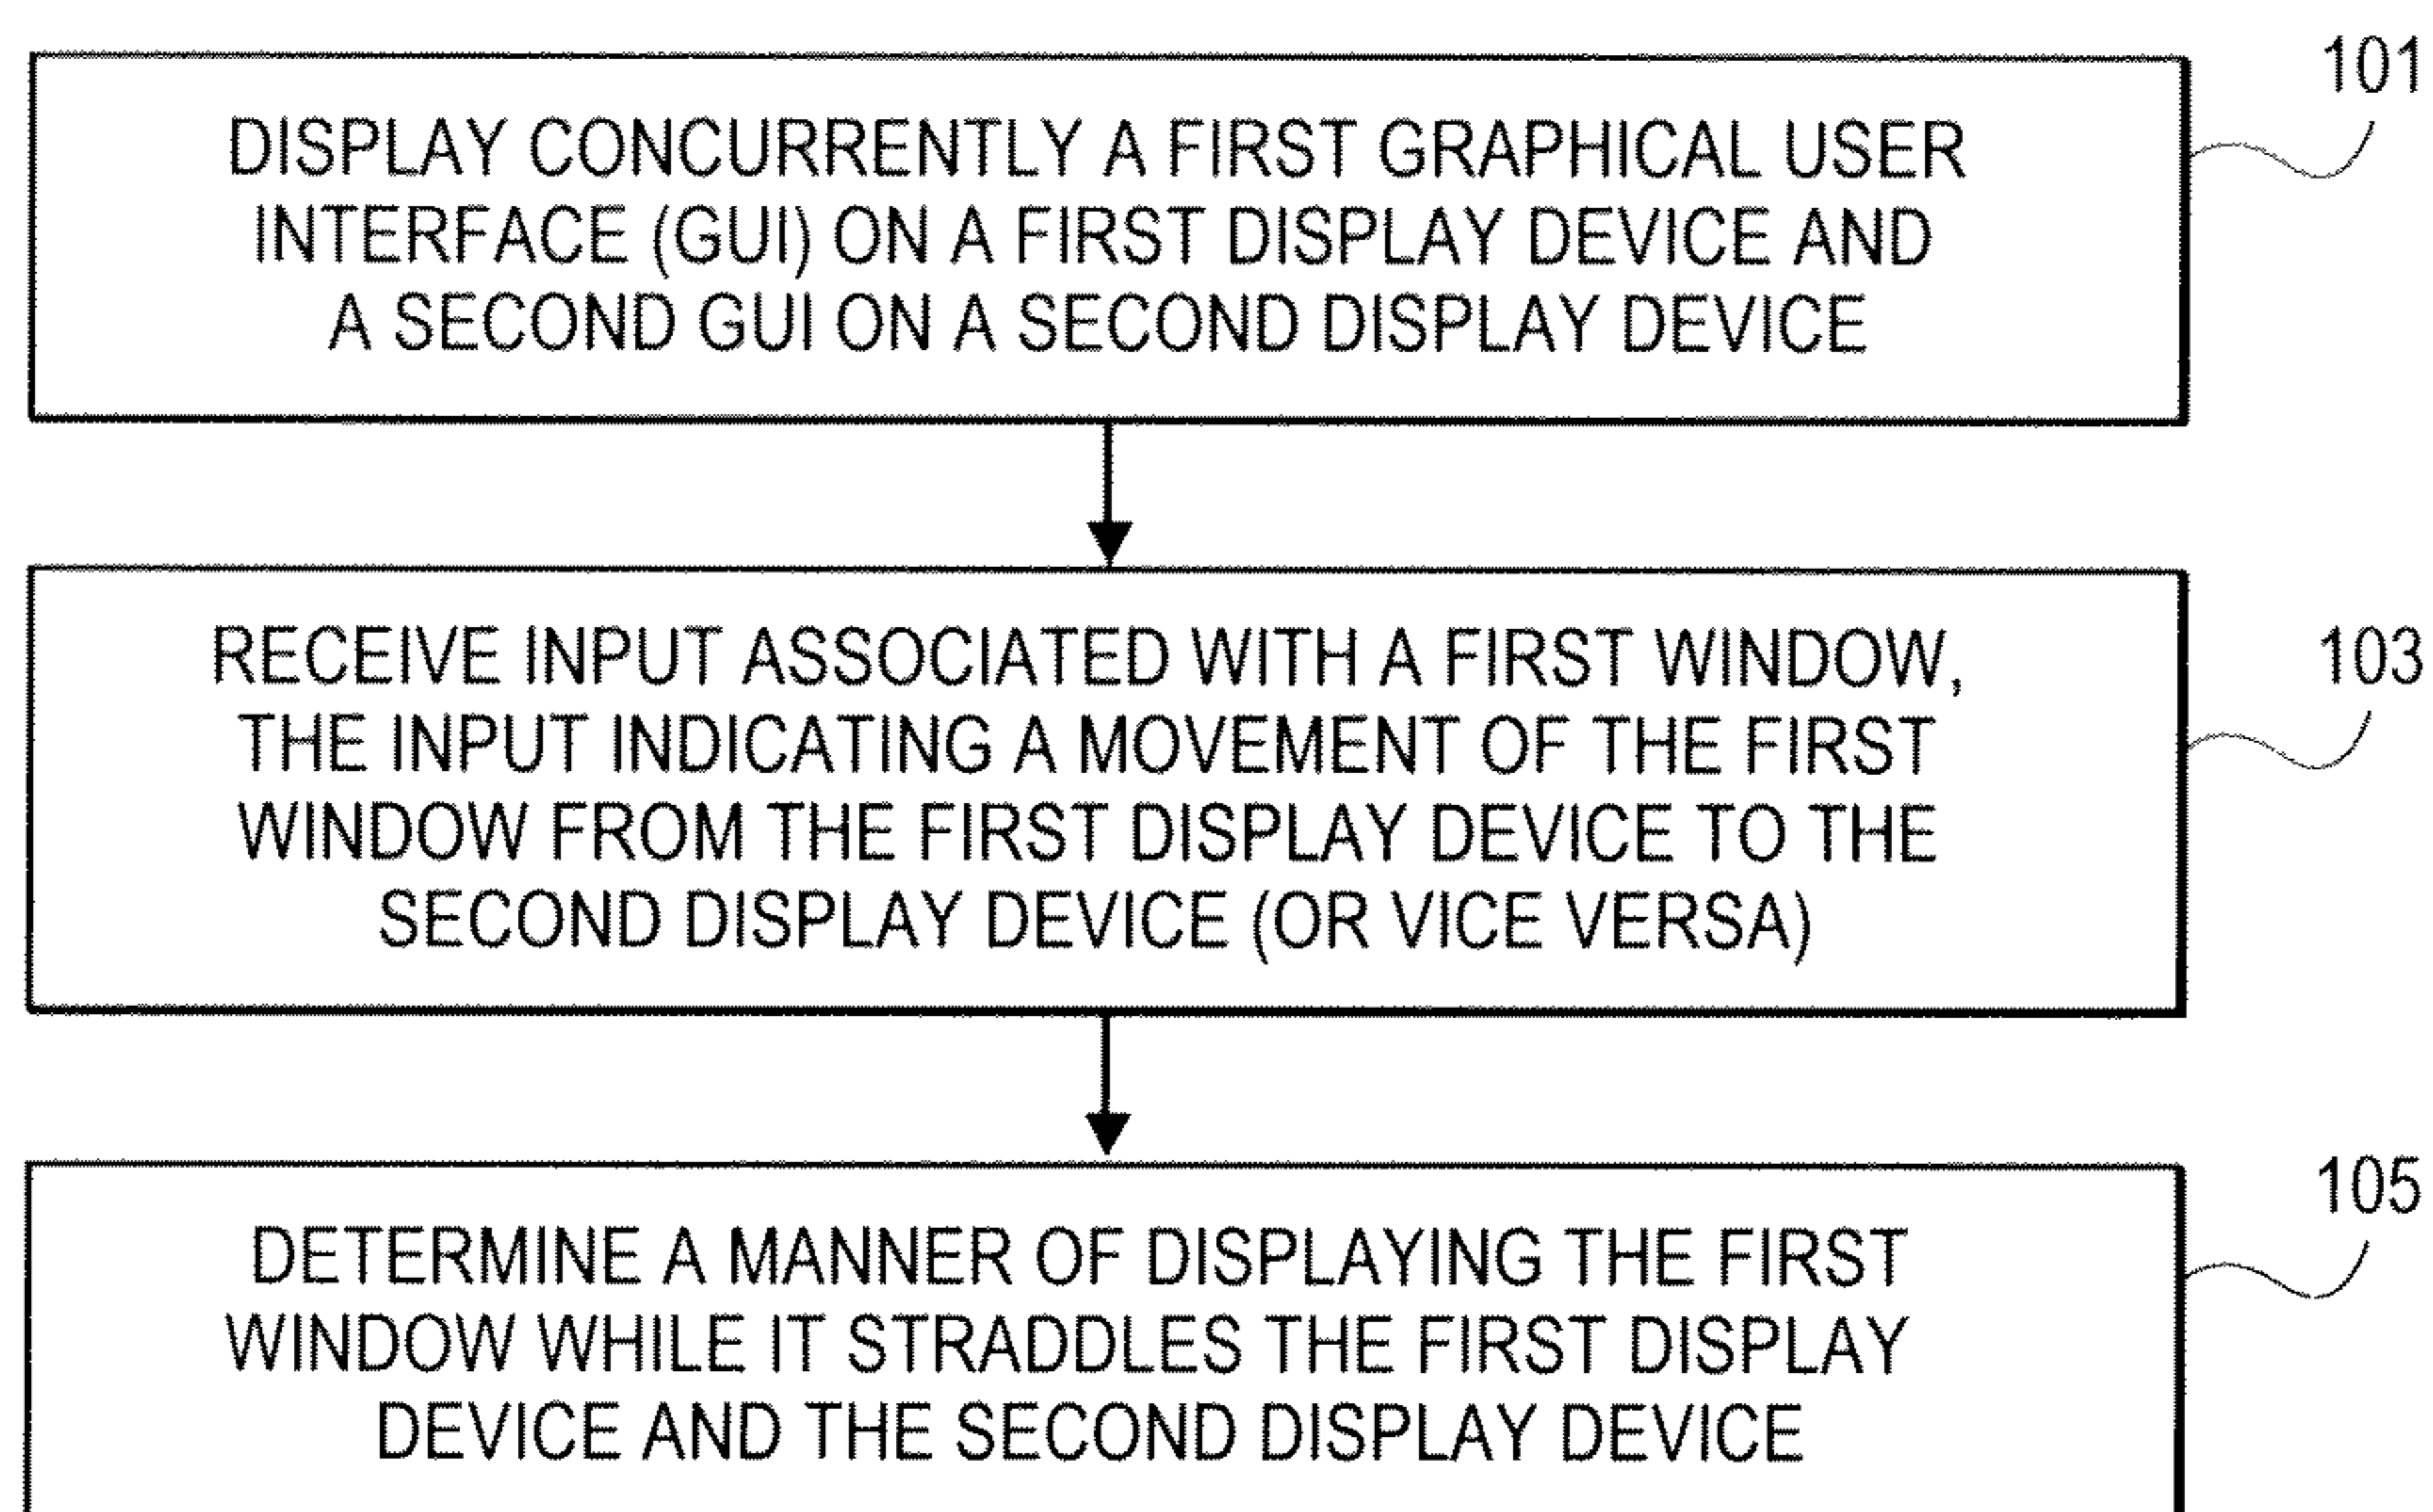 101
DISPLAY CONCURRENTLY A FIRST GRAPHICAL USER
INTERFACE (GUI) ON A FIRST DISPLAY DEVICE AND
A SECOND GUI ON A SECOND DISPLAY DEVICE
103
RECEIVE INPUT ASSOCIATED WITH A FIRST WINDOW,
THE INPUT INDICATING A MOVEMENT OF THE FIRST
WINDOW FROM THE FIRST DISPLAY DEVICE TO THE
SECOND DISPLAY DEVICE (OR VICE VERSA)
105
DETERMINE A MANNER OF DISPLAYING THE FIRST
WINDOW WHILE IT STRADDLES THE FIRST DISPLAY
DEVICE AND THE SECOND DISPLAY DEVICE